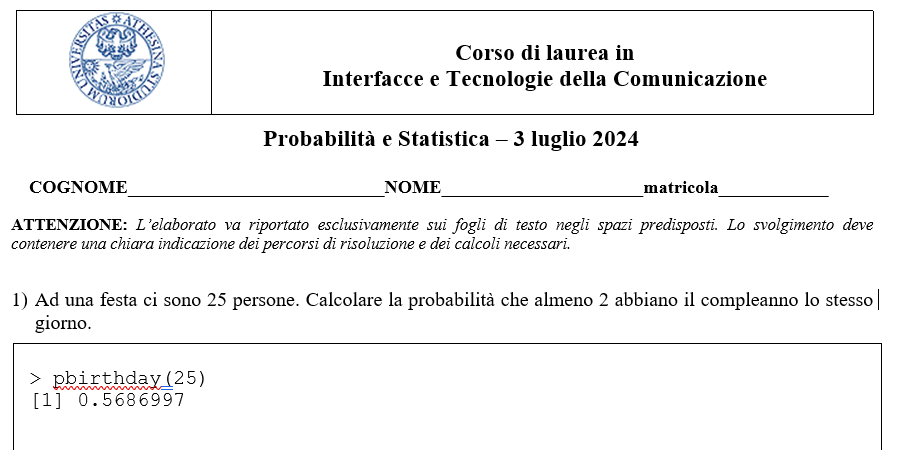 UNIVERSITAS ATHESINA STUDIORUM
Corso di laurea in
Interfacce e Tecnologie della Comunicazione
Probabilità e Statistica – 3 luglio 2024
COGNOME____________________________NOME______________________matricola____________
ATTENZIONE: L’elaborato va riportato esclusivamente sui fogli di testo negli spazi predisposti. Lo svolgimento deve
contenere una chiara indicazione dei percorsi di risoluzione e dei calcoli necessari.
1) Ad una festa ci sono 25 persone. Calcolare la probabilità che almeno 2 abbiano il compleanno lo stesso
giorno.
> pbirthday(25)
[1] 0.5686997